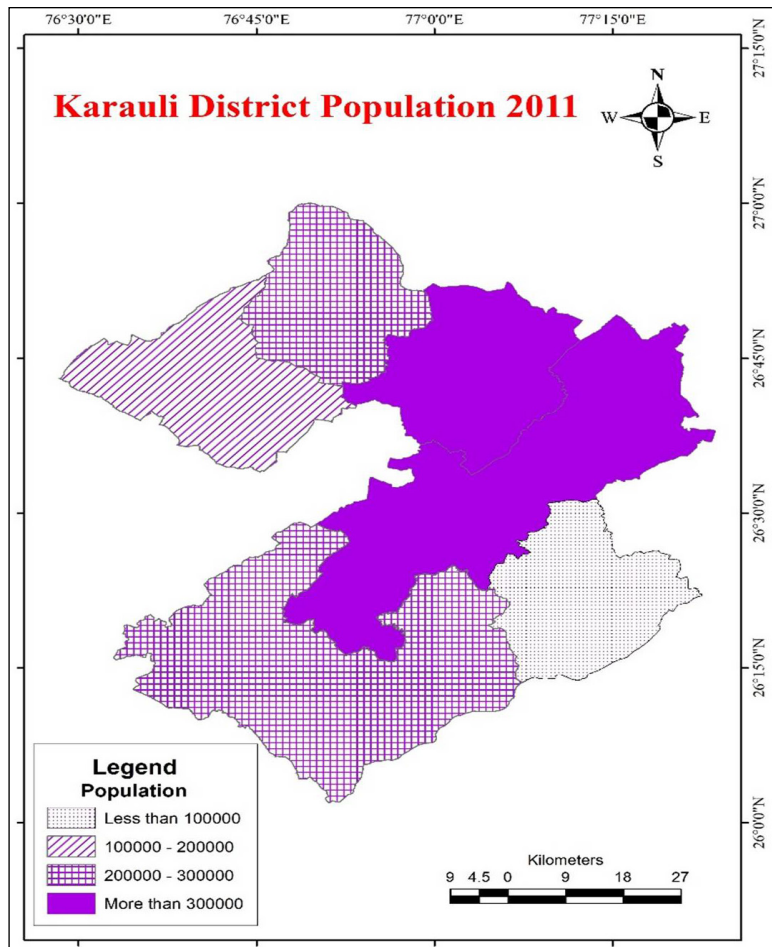 76°30'0"E 76°45'0"E 77°0'0"E 77°15'0"E
Karauli District Population 2011
N
W E
S
27°15'0"N
27°0'0"N
26°45'0"N
26°30'0"N
26°15'0"N
26°0'0"N
Legend
Population
Less than 100000
100000 - 200000
200000 - 300000
More than 300000
Kilometers
9 4.5 0 9 18 27